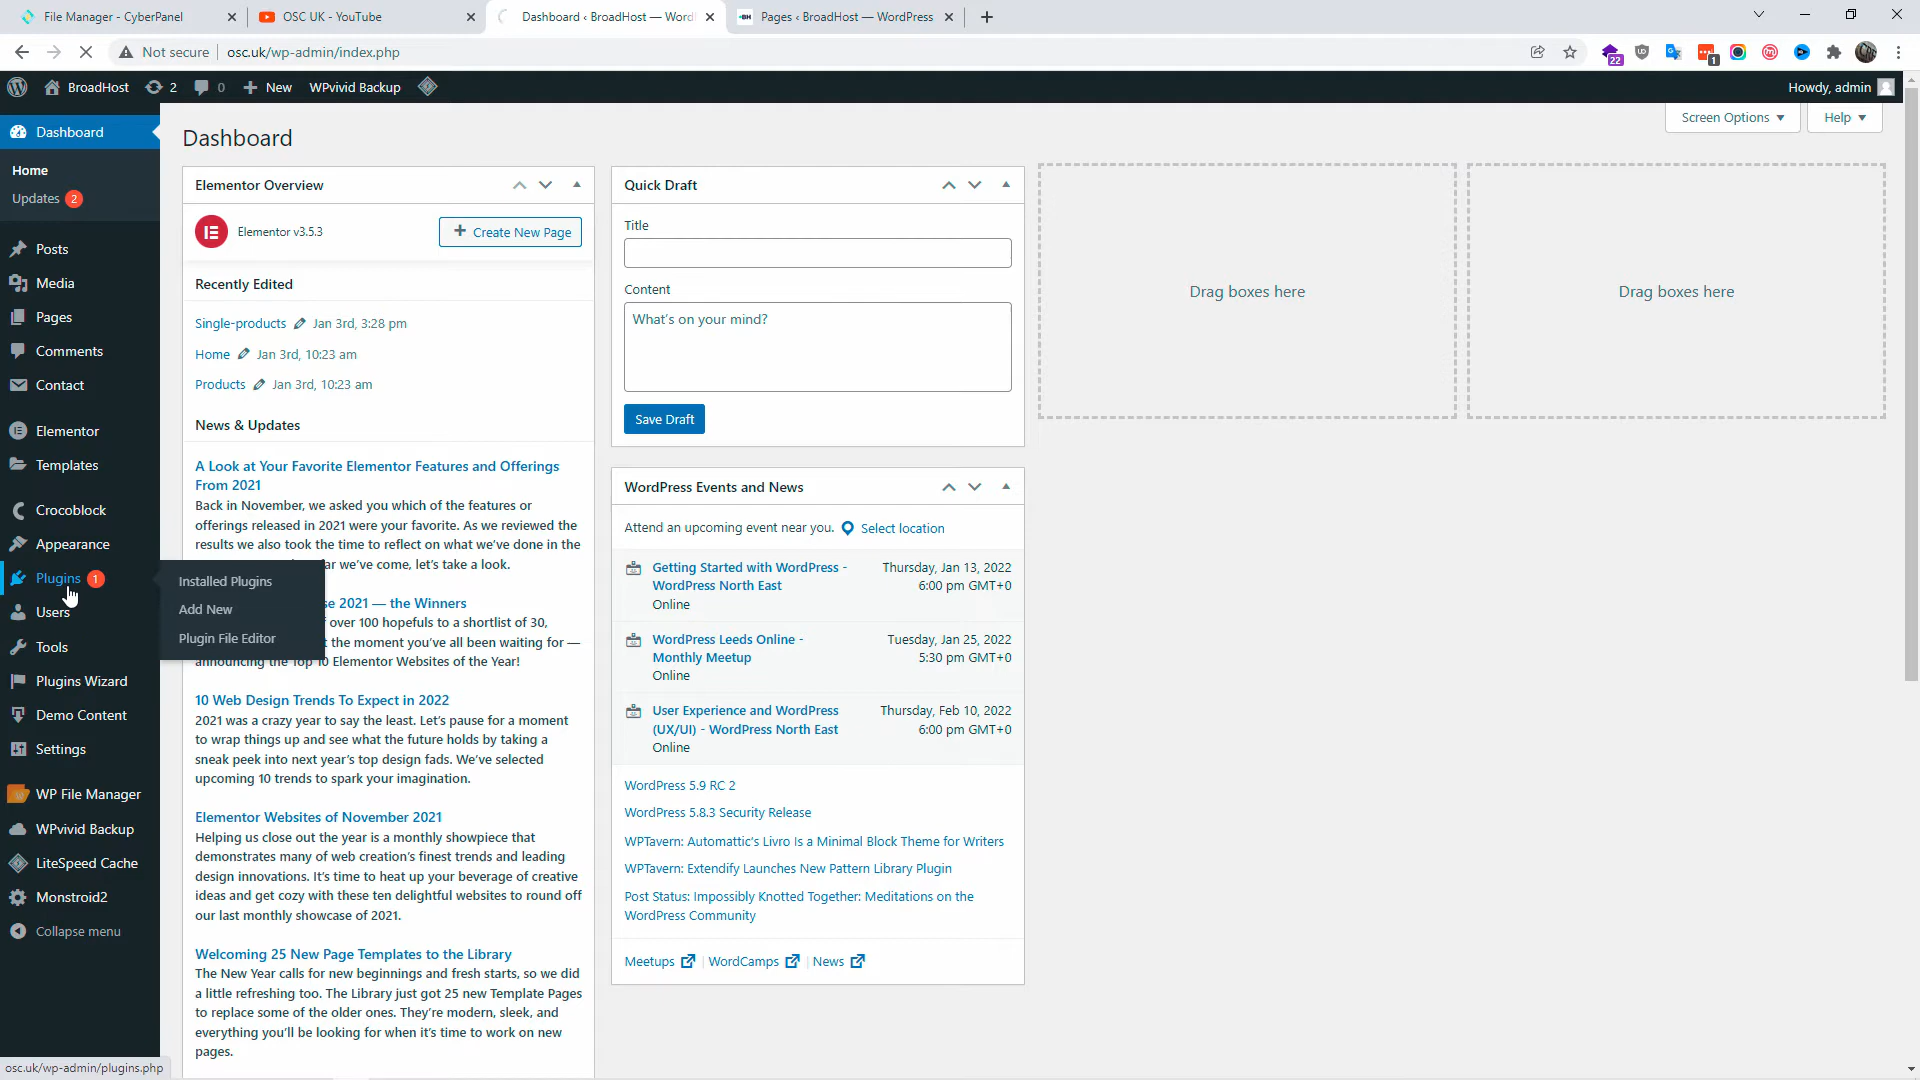 File Manager - CyberPanel
OSC UK - YouTube
Dashboard ‹ BroadHost — Word
Pages ‹ BroadHost — WordPress
Not secure
osc.uk/wp-admin/index.php
22
1
BroadHost
2
0
New
WPvivid Backup
Howdy, admin
Dashboard
Home
Updates 2
Posts
Media
Pages
Comments
Contact
Elementor
Templates
Crocoblock
Appearance
Plugins 1
Users
Tools
Plugins Wizard
Demo Content
Settings
WP File Manager
WPvivid Backup
LiteSpeed Cache
Monstroid2
Collapse menu
Installed Plugins
Add New
Plugin File Editor
osc.uk/wp-admin/plugins.php
Screen Options
Help
Dashboard
Elementor Overview
Elementor v3.5.3
Create New Page
Recently Edited
Single-products Jan 3rd, 3:28 pm
Home Jan 3rd, 10:23 am
Products Jan 3rd, 10:23 am
News & Updates
A Look at Your Favorite Elementor Features and Offerings
From 2021
Back in November, we asked you which of the features or
offerings released in 2021 were your favorite. As we reviewed the
results we also took the time to reflect on what we've done in the
ar we've come, let's take a look.
se 2021 — the Winners
of over 100 hopefuls to a shortlist of 30,
t the moment you've all been waiting for —
announcing the Top 10 Elementor Websites of the Year!
10 Web Design Trends To Expect in 2022
2021 was a crazy year to say the least. Let's pause for a moment
to wrap things up and see what the future holds by taking a
sneak peek into next year's top design fads. We've selected
upcoming 10 trends to spark your imagination.
Elementor Websites of November 2021
Helping us close out the year is a monthly showpiece that
demonstrates many of web creation's finest trends and leading
design innovations. It's time to heat up your beverage of creative
ideas and get cozy with these ten delightful websites to round off
our last monthly showcase of 2021.
Welcoming 25 New Page Templates to the Library
The New Year calls for new beginnings and fresh starts, so we did
a little refreshing too. The Library just got 25 new Template Pages
to replace some of the older ones. They're modern, sleek, and
everything you'll be looking for when it's time to work on new
pages.
Quick Draft
Title
Content
What's on your mind?
Save Draft
WordPress Events and News
Attend an upcoming event near you. Select location
Getting Started with WordPress - Thursday, Jan 13, 2022
WordPress North East 6:00 pm GMT+0
Online
WordPress Leeds Online - Tuesday, Jan 25, 2022
Monthly Meetup 5:30 pm GMT+0
Online
User Experience and WordPress Thursday, Feb 10, 2022
(UX/UI) - WordPress North East 6:00 pm GMT+0
Online
WordPress 5.9 RC 2
WordPress 5.8.3 Security Release
WPTavern: Automattic's Livro Is a Minimal Block Theme for Writers
WPTavern: Extendify Launches New Pattern Library Plugin
Post Status: Impossibly Knotted Together: Meditations on the
WordPress Community
Meetups | WordCamps | News
Drag boxes here
Drag boxes here